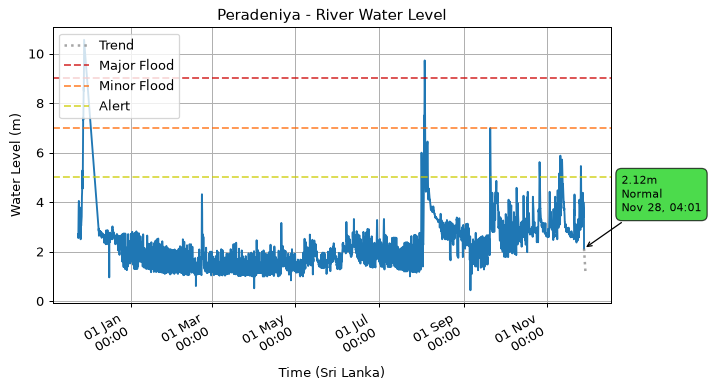 Peradeniya - River Water Level
Trend
Major Flood
Minor Flood
Alert
Water Level (m)
10
8
6
4
2
0
2.12m
Normal
Nov 28, 04:01
01 Jan
00:00
01 Mar
00:00
01 May
00:00
01 Jul
00:00
01 Sep
00:00
01 Nov
00:00
Time (Sri Lanka)